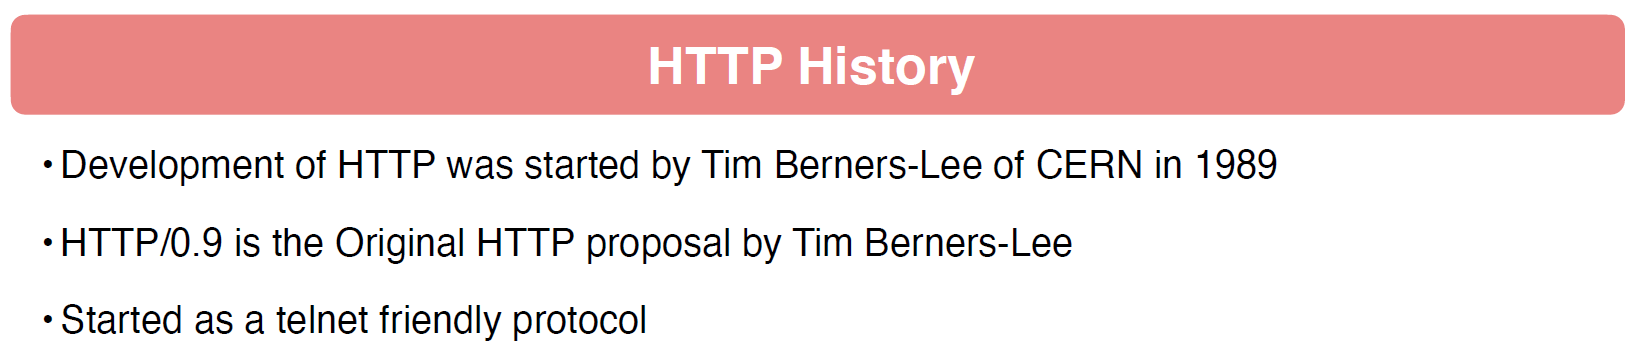 HTTP History
• Development of HTTP was started by Tim Berners-Lee of CERN in 1989
• HTTP/0.9 is the Original HTTP proposal by Tim Berners-Lee
• Started as a telnet friendly protocol